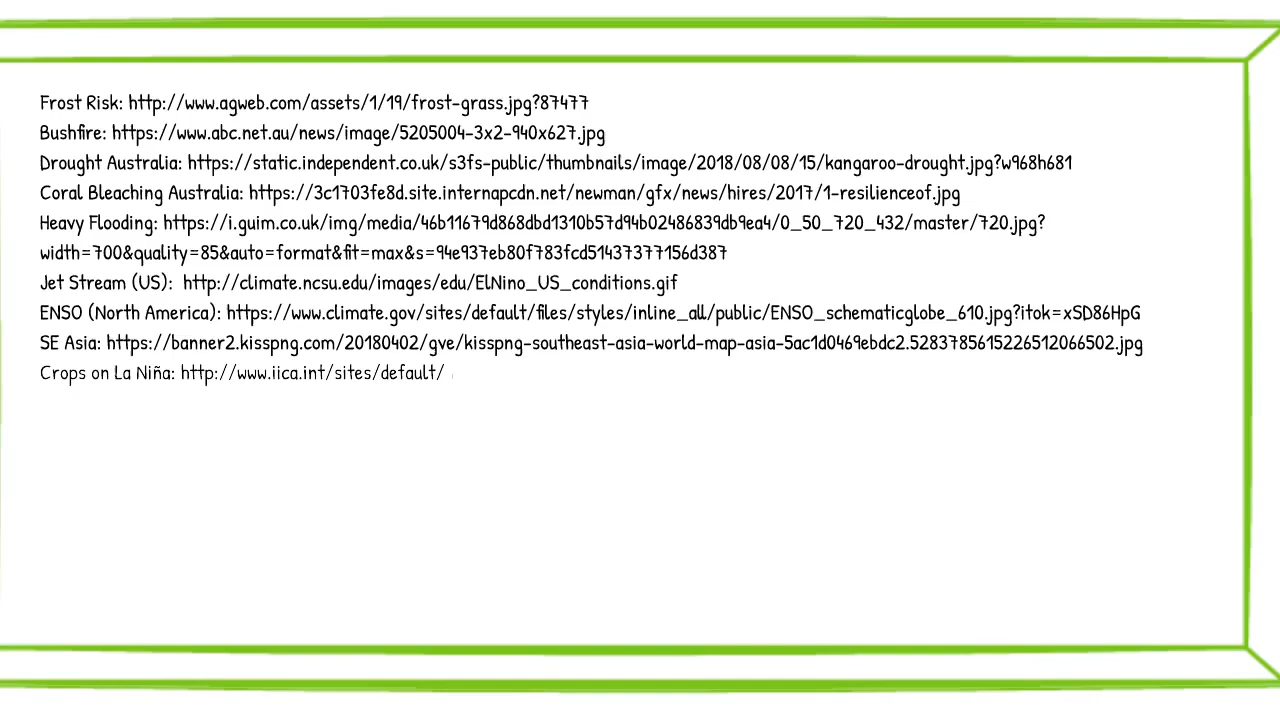 Frost Risk: http://www.agweb.com/assets/1/19/frost-grass.jpg?87477
Bushfire: https://www.abc.net.au/news/image/5205004-3x2-940x627.jpg
Drought Australia: https://static.independent.co.uk/s3fs-public/thumbnails/image/2018/08/08/15/kangaroo-drought.jpg?w968h681
Coral Bleaching Australia: https://3c1703fe8d.site.internapcdn.net/newman/gfx/news/hires/2017/1-resilienceof.jpg
Heavy Flooding: https://i.guim.co.uk/img/media/46b11679d868dbd1310b57d94b02486839db9ea4/0_50_720_432/master/720.jpg?
width=700&quality=85&auto=format&fit=max&s=94e937eb80f783fcd51437377156d387
Jet Stream (US):  http://climate.ncsu.edu/images/edu/ElNino_US_conditions.gif
ENSO (North America): https://www.climate.gov/sites/default/files/styles/inline_all/public/ENSO_schematicglobe_610.jpg?itok=xSD86HpG
SE Asia: https://banner2.kisspng.com/20180402/gve/kisspng-southeast-asia-world-map-asia-5ac1d0469ebdc2.5283785615226512066502.jpg
Crops on La Niña: http://www.iica.int/sites/default/